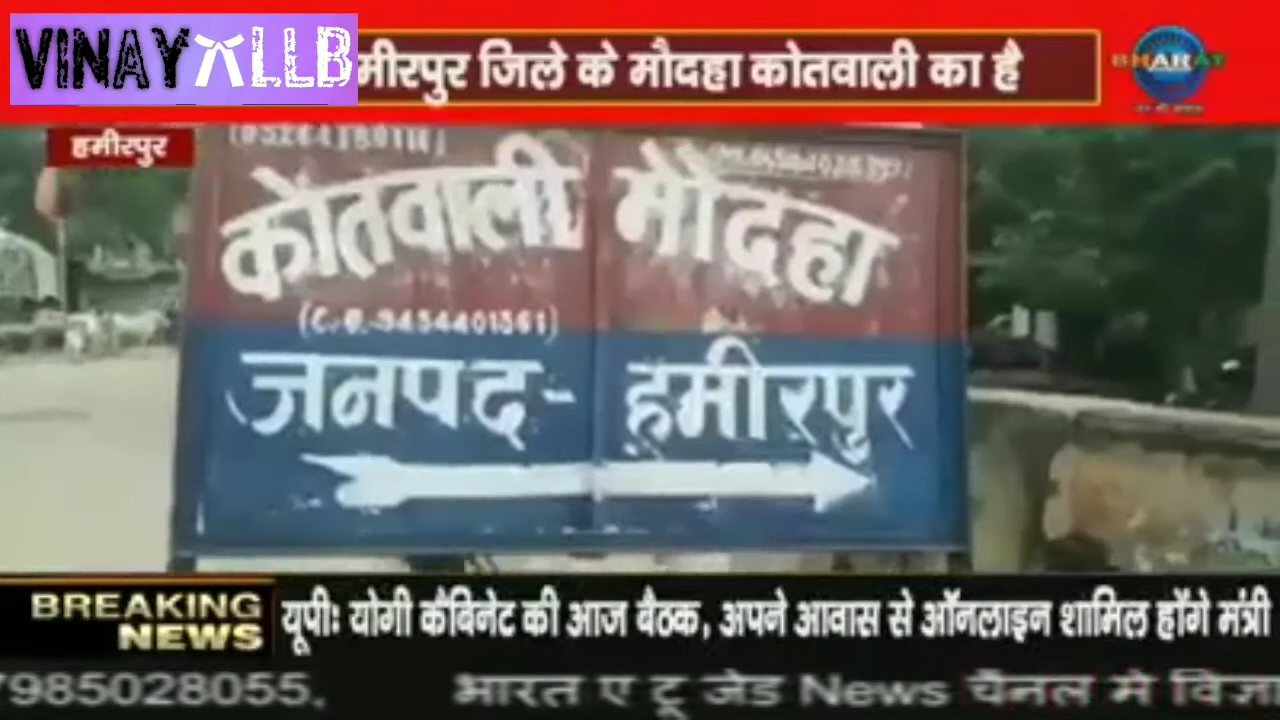 VINAY LLB
मीरपुर जिले के मौदहा कोतवाली का है
BHARAT
हमीरपुर
कोतवाली मौदहा
जनपद - हमीरपुर
BREAKING NEWS
यूपीः योगी कैबिनेट की आज बैठक, अपने आवास से ऑनलाइन शामिल होंगे मंत्री
7985028055, भारत ए टू जेड News चैनल मे विज्ञा